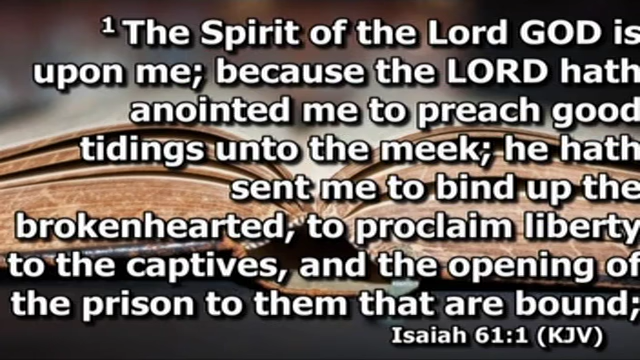 1 The Spirit of the Lord GOD is
upon me; because the LORD hath
anointed me to preach good
tidings unto the meek; he hath
sent me to bind up the
brokenhearted, to proclaim liberty
to the captives, and the opening of
the prison to them that are bound;
Isaiah 61:1 (KJV)